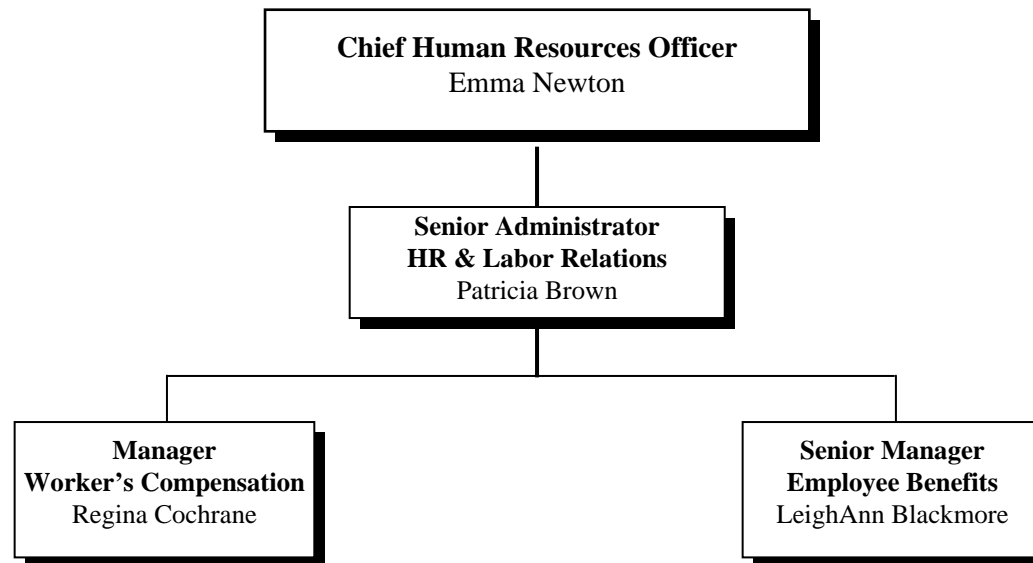 Chief Human Resources Officer
Emma Newton
Senior Administrator
HR & Labor Relations
Patricia Brown
Manager
Worker’s Compensation
Regina Cochrane
Senior Manager
Employee Benefits
LeighAnn Blackmore